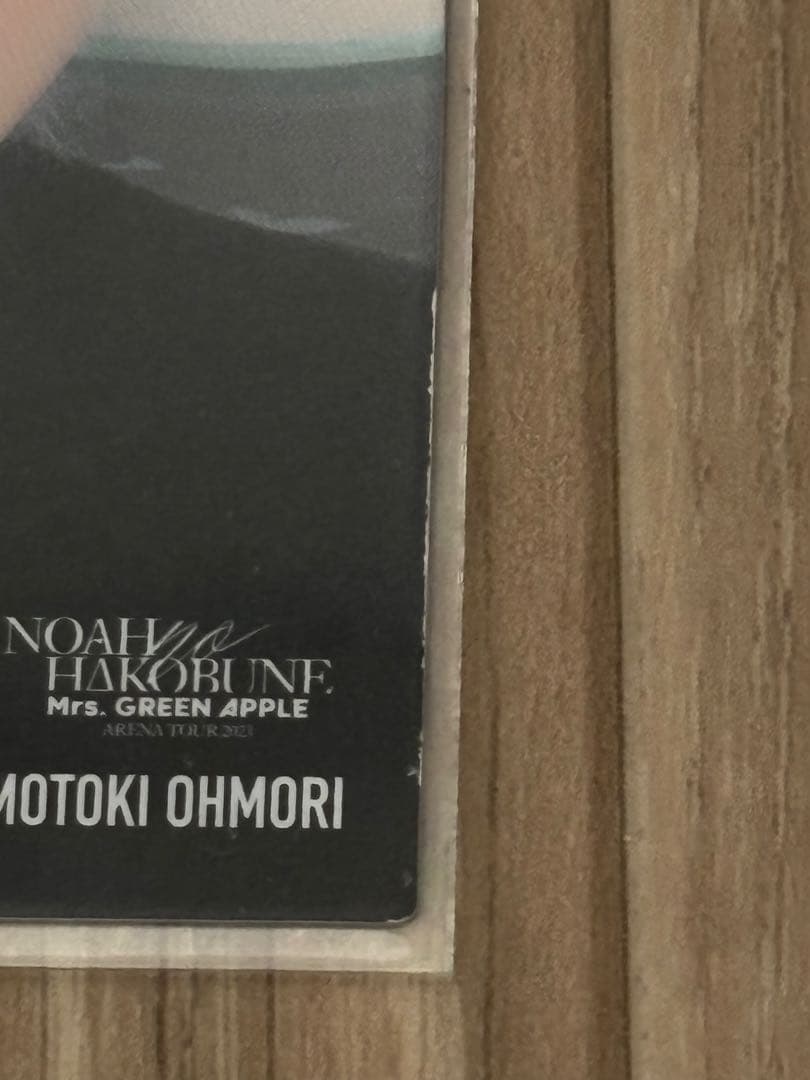 NOAH no
HAKOBUNE
Mrs. GREEN APPLE
ARENA TOUR 2023
MOTOKI OHMORI